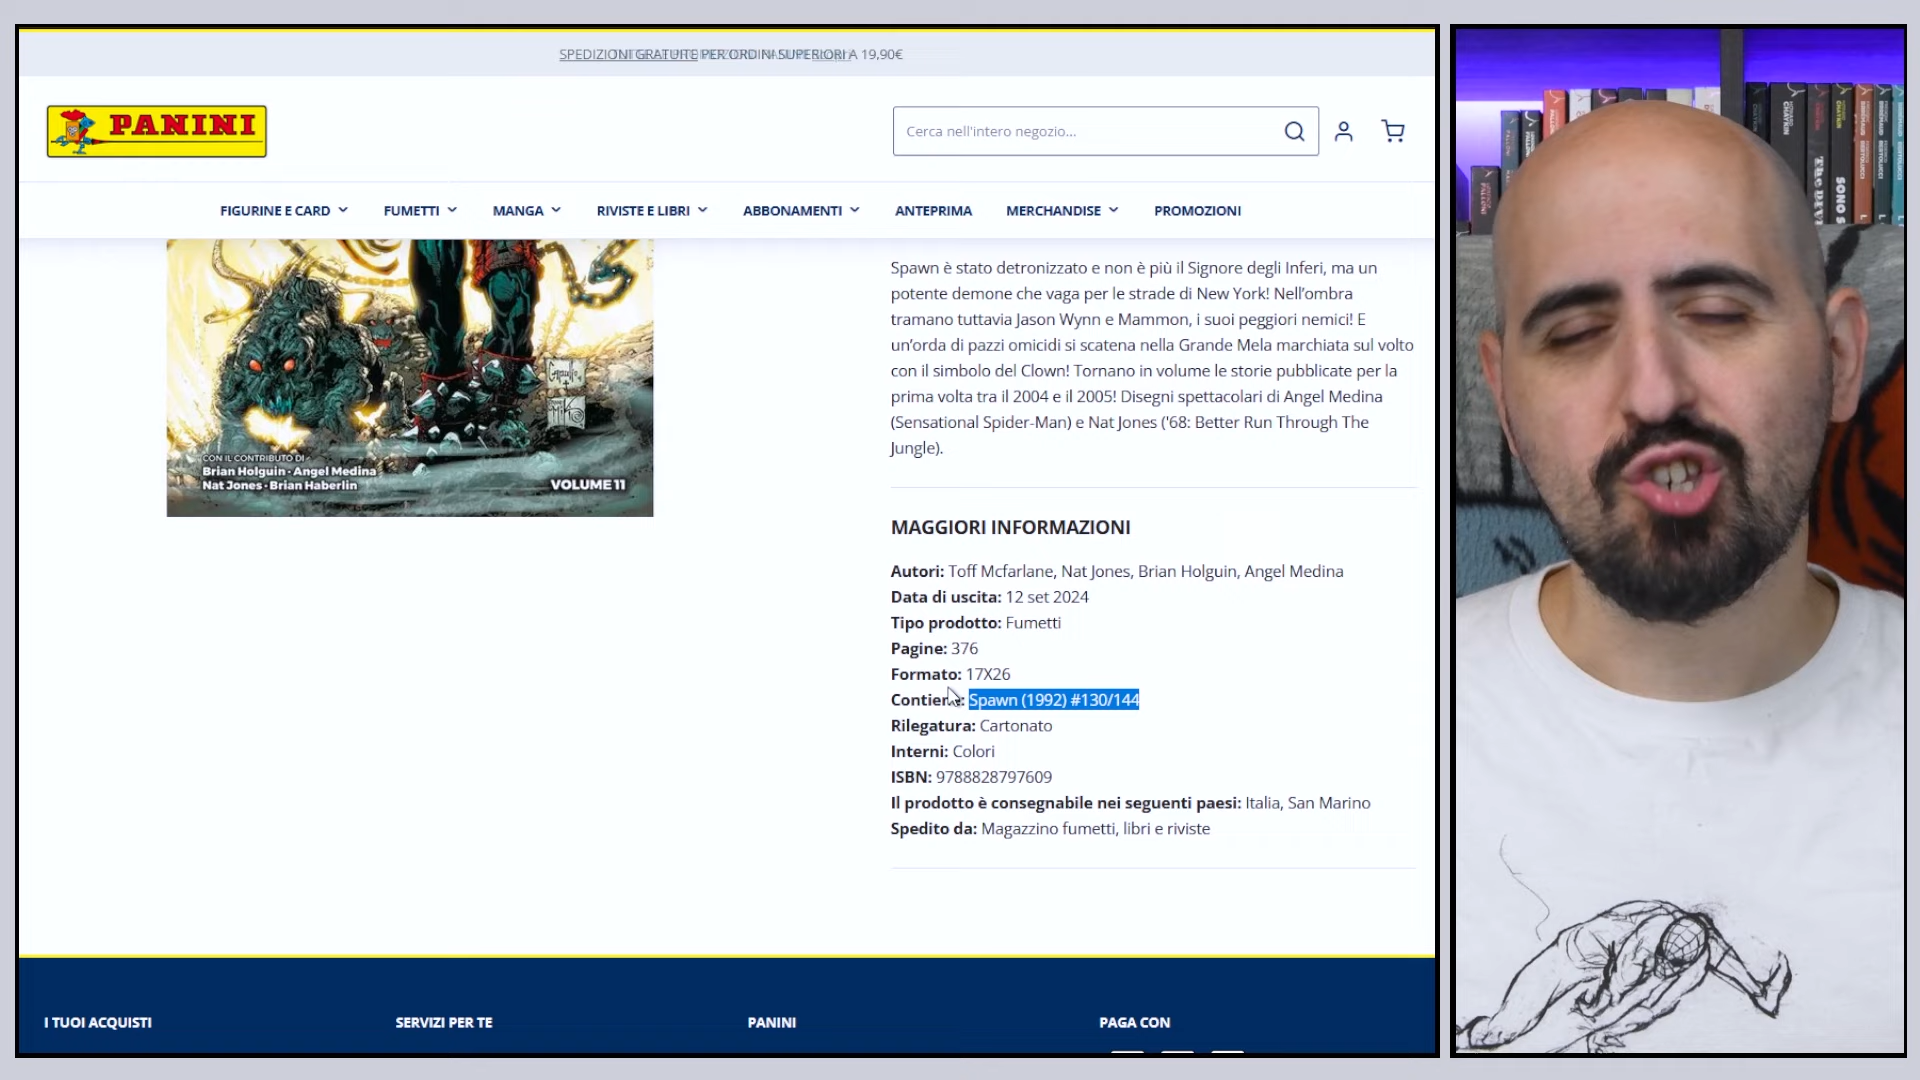 SPEDIZIONI GRATUITE PER ORDINI SUPERIORI A 19,90€
PANINI
Cerca nell'intero negozio...
FIGURINE E CARD
FUMETTI
MANGA
RIVISTE E LIBRI
ABBONAMENTI
ANTEPRIMA
MERCHANDISE
PROMOZIONI
CON IL CONTRIBUTO DI
Brian Holguin · Angel Medina
Nat Jones · Brian Haberlin
VOLUME 11
Spawn è stato detronizzato e non è più il Signore degli Inferi, ma un
potente demone che vaga per le strade di New York! Nell’ombra
tramano tuttavia Jason Wynn e Mammon, i suoi peggiori nemici! E
un’orda di pazzi omicidi si scatena nella Grande Mela marchiata sul volto
con il simbolo del Clown! Tornano in volume le storie pubblicate per la
prima volta tra il 2004 e il 2005! Disegni spettacolari di Angel Medina
(Sensational Spider-Man) e Nat Jones ('68: Better Run Through The
Jungle).
MAGGIORI INFORMAZIONI
Autori: Toff Mcfarlane, Nat Jones, Brian Holguin, Angel Medina
Data di uscita: 12 set 2024
Tipo prodotto: Fumetti
Pagine: 376
Formato: 17X26
Contiene: Spawn (1992) #130/144
Rilegatura: Cartonato
Interni: Colori
ISBN: 9788828797609
Il prodotto è consegnabile nei seguenti paesi: Italia, San Marino
Spedito da: Magazzino fumetti, libri e riviste
I TUOI ACQUISTI
SERVIZI PER TE
PANINI
PAGA CON